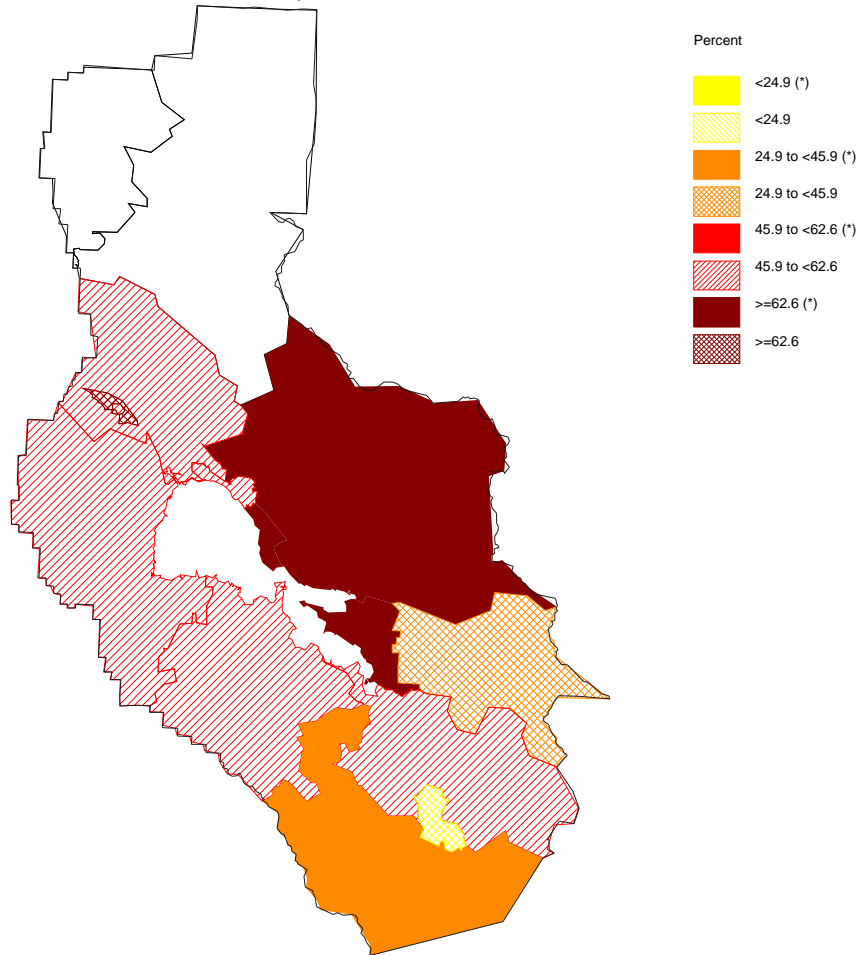 Percent
<24.9 (*)
<24.9
24.9 to <45.9 (*)
24.9 to <45.9
45.9 to <62.6 (*)
45.9 to <62.6
>=62.6 (*)
>=62.6